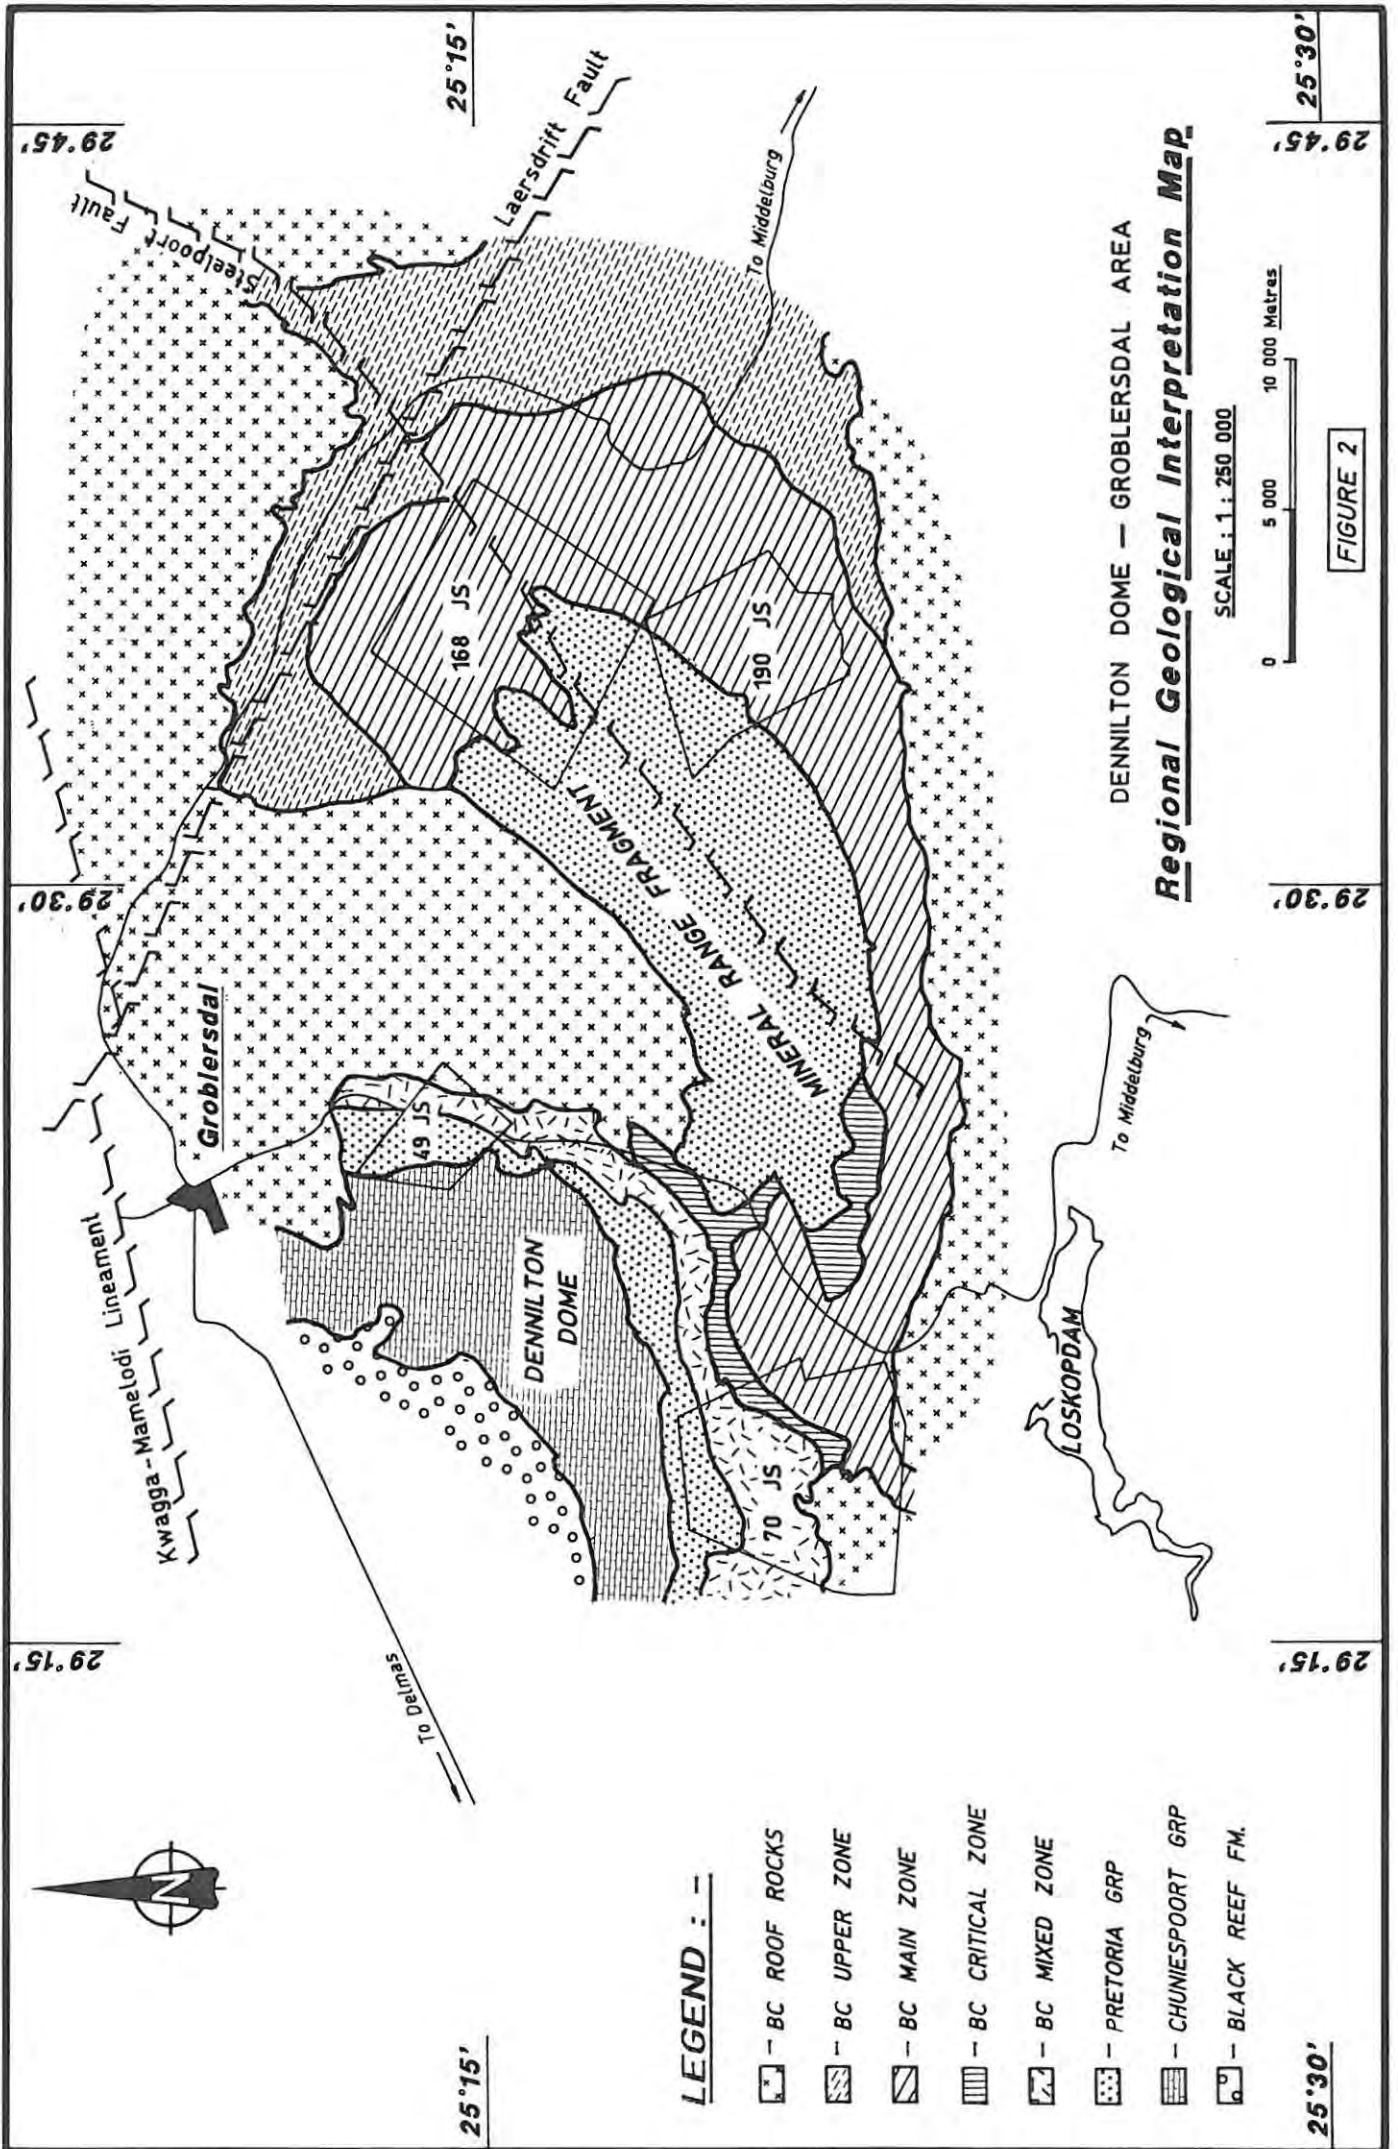 29°15'
29°30'
29°45'
25°15'
25°15'
25°30'
25°30'
29°15'
29°30'
29°45'
N
To Delmas
Kwagga-Mamelodi Lineament
Groblersdal
Steelpoort Fault
Laersdrift Fault
To Middelburg
49 JS
DENNILTON
DOME
168 JS
190 JS
70 JS
MINERAL RANGE FRAGMENT
LOSKOPDAM
To Middelburg
LEGEND : -
- BC ROOF ROCKS
- BC UPPER ZONE
- BC MAIN ZONE
- BC CRITICAL ZONE
- BC MIXED ZONE
- PRETORIA GRP
- CHUNIESPOORT GRP
- BLACK REEF FM.
DENNILTON DOME — GROBLERSDAL AREA
Regional Geological Interpretation Map
SCALE : 1 : 250 000
0 5 000 10 000 Metres
FIGURE 2